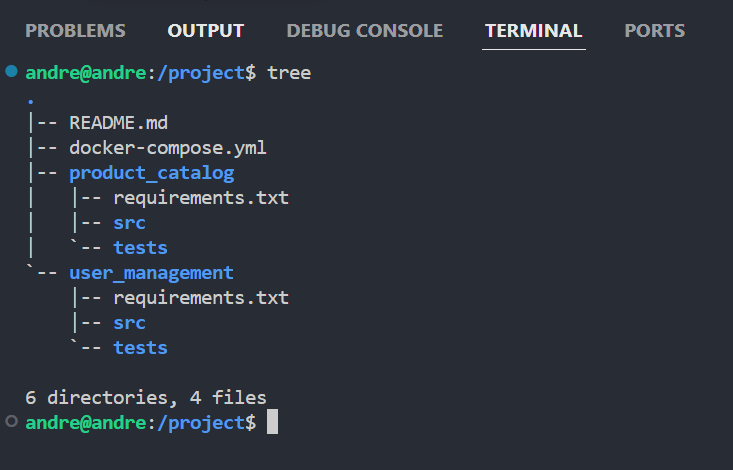 PROBLEMS OUTPUT DEBUG CONSOLE TERMINAL PORTS
andre@andre:/project$ tree
.
|-- README.md
|-- docker-compose.yml
|-- product_catalog
|   |-- requirements.txt
|   |-- src
|   `-- tests
`-- user_management
    |-- requirements.txt
    |-- src
    `-- tests
6 directories, 4 files
andre@andre:/project$